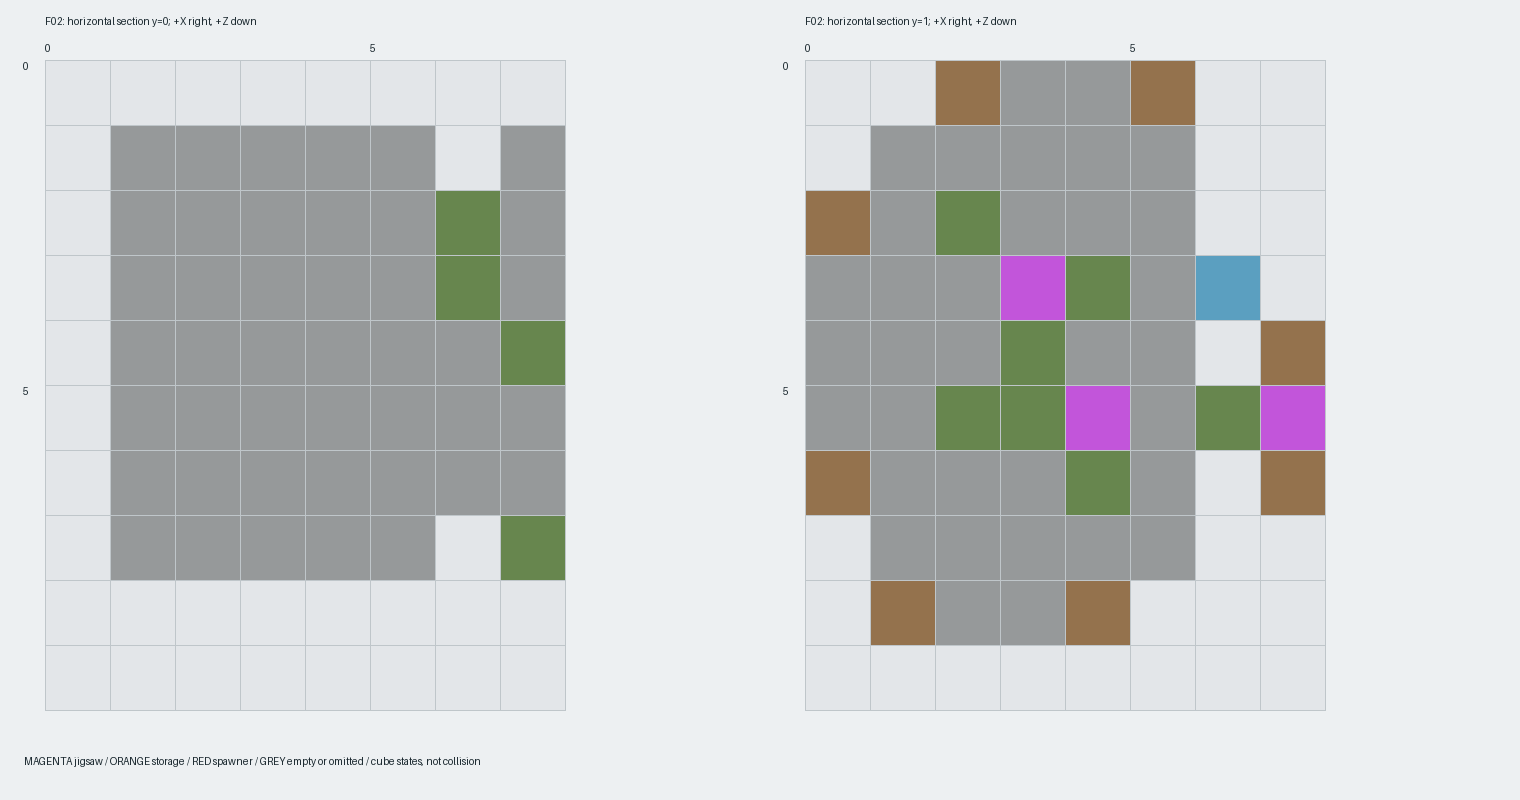 F02: horizontal section y=0; +X right, +Z down
F02: horizontal section y=1; +X right, +Z down
0 5
0 5
0
5
0
5
MAGENTA jigsaw / ORANGE storage / RED spawner / GREY empty or omitted / cube states, not collision